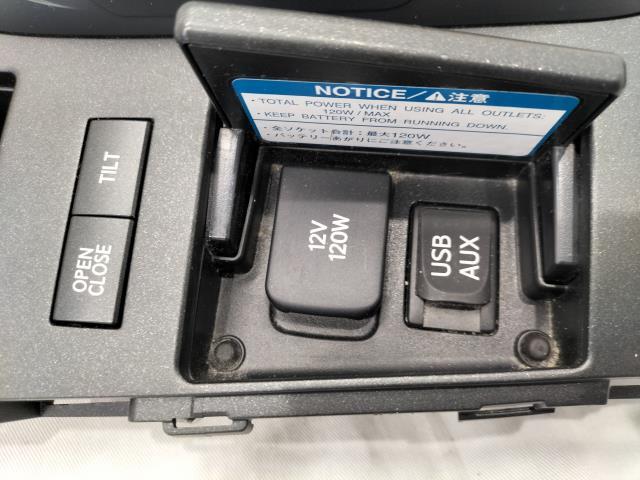 NOTICE/⚠注意
・TOTAL POWER WHEN USING ALL OUTLETS:
120W/MAX
・KEEP BATTERY FROM RUNNING DOWN.
・全ソケット合計：最大120W
・バッテリーあがりにご注意ください。
TILT
OPEN
CLOSE
12V
120W
USB
AUX